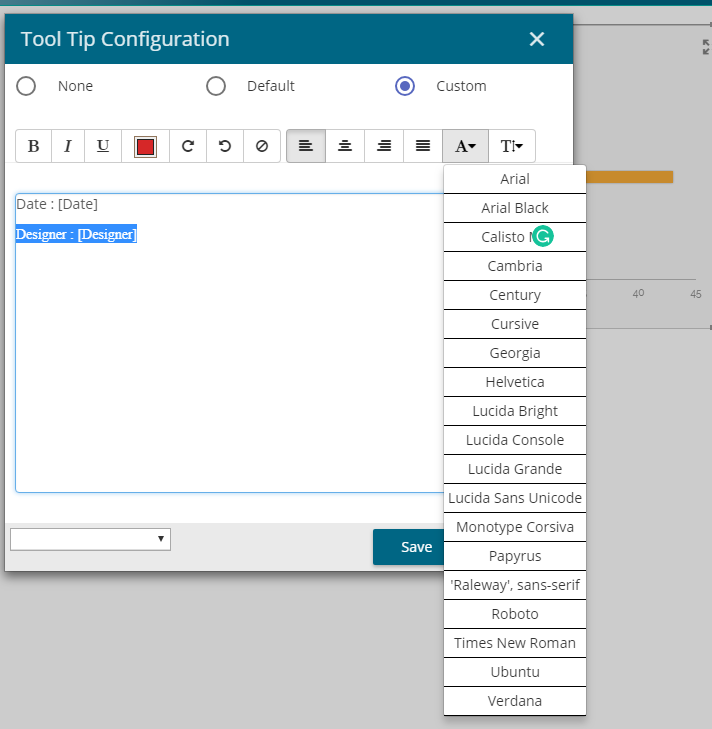 Tool Tip Configuration
None Default Custom
B I U A T
Date : [Date]
Designer : [Designer]
Arial
Arial Black
Calisto
Cambria
Century
Cursive
Georgia
Helvetica
Lucida Bright
Lucida Console
Lucida Grande
Lucida Sans Unicode
Monotype Corsiva
Papyrus
'Raleway', sans-serif
Roboto
Times New Roman
Ubuntu
Verdana
Save
40 45